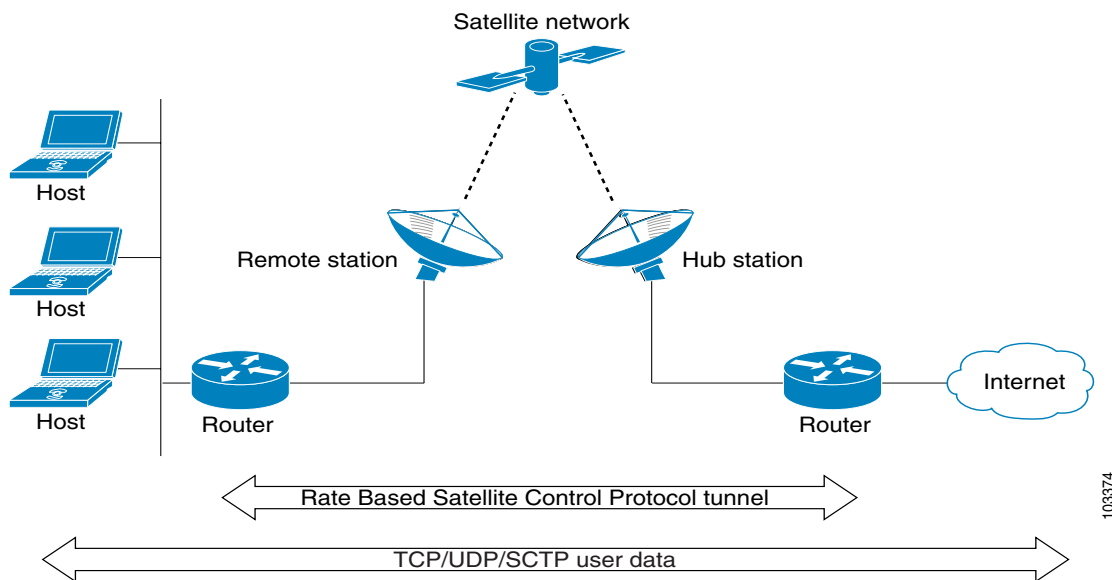 Satellite network
Host
Remote station
Hub station
Host
Internet
Host
Router
Router
Rate Based Satellite Control Protocol tunnel
TCP/UDP/SCTP user data
103374